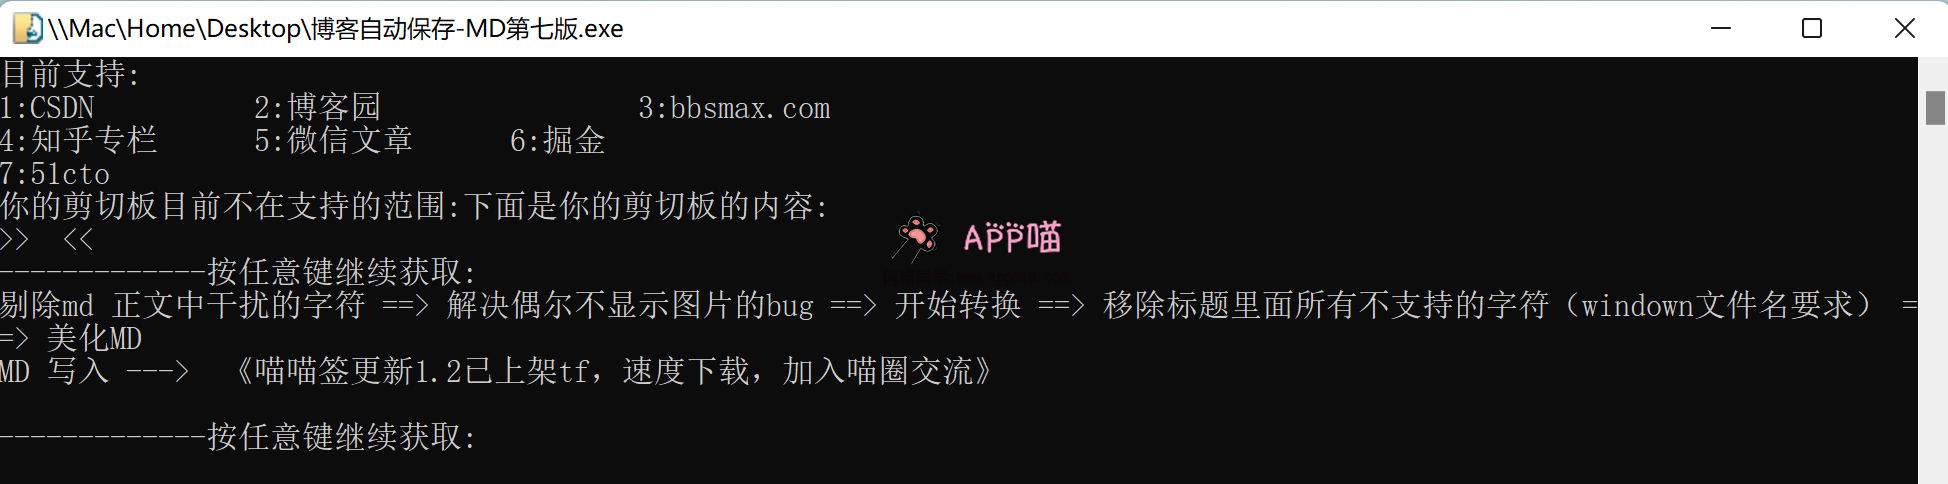 \\Mac\Home\Desktop\博客自动保存-MD第七版.exe
目前支持:
1:CSDN 2:博客园 3:bbsmax.com
4:知乎专栏 5:微信文章 6:掘金
7:51cto
你的剪切板目前不在支持的范围:下面是你的剪切板的内容:
>> <<
APP喵
-------------按任意键继续获取:
剔除md 正文中干扰的字符 ==> 解决偶尔不显示图片的bug ==> 开始转换 ==> 移除标题里面所有不支持的字符（windown文件名要求） =
=> 美化MD
MD 写入 ---> 《喵喵签更新1.2已上架tf，速度下载，加入喵圈交流》
-------------按任意键继续获取: